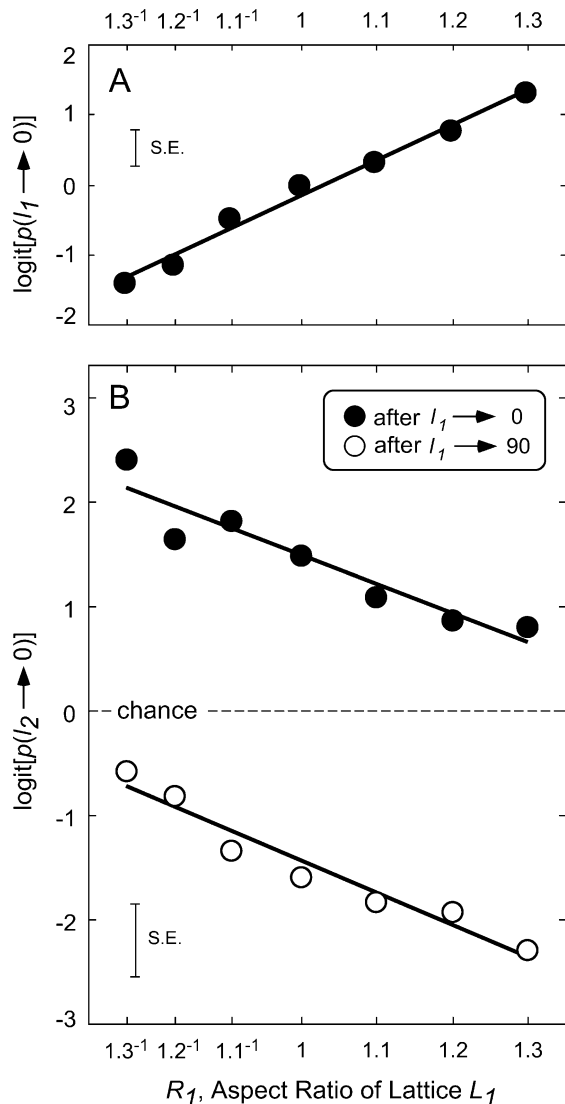 1.3⁻¹ 1.2⁻¹ 1.1⁻¹ 1 1.1 1.2 1.3
A
2
1
0
-1
-2
S.E.
logit[p(l₁ → 0)]
B
3
2
1
0
-1
-2
-3
after l₁ → 0
after l₁ → 90
chance
S.E.
logit[p(l₂ → 0)]
1.3⁻¹ 1.2⁻¹ 1.1⁻¹ 1 1.1 1.2 1.3
R₁, Aspect Ratio of Lattice L₁